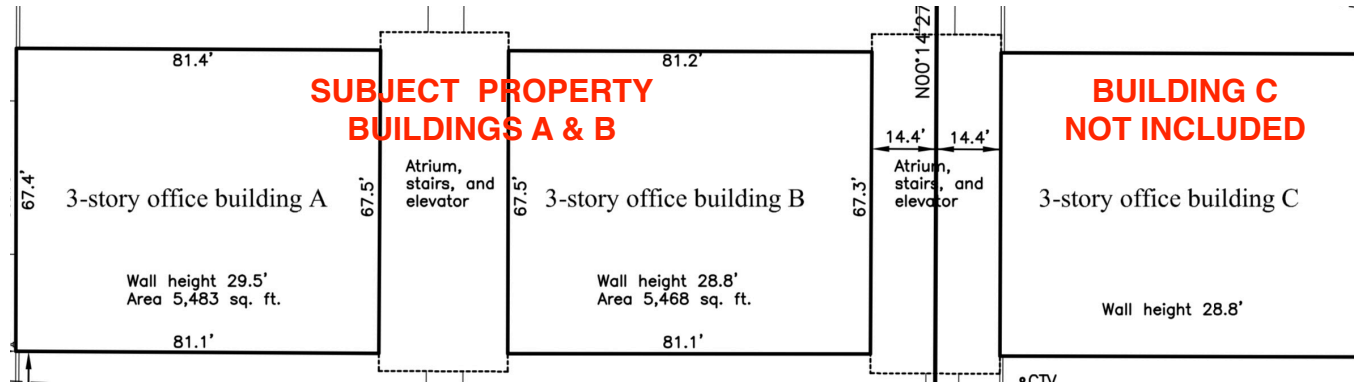 81.4'
SUBJECT PROPERTY
BUILDINGS A & B
67.4'
3-story office building A
67.5'
Wall height 29.5'
Area 5,483 sq. ft.
81.1'
Atrium,
stairs, and
elevator
81.2'
67.5'
3-story office building B
67.3'
Wall height 28.8'
Area 5,468 sq. ft.
81.1'
N00°14'27
14.4'
14.4'
Atrium,
stairs, and
elevator
BUILDING C
NOT INCLUDED
3-story office building C
Wall height 28.8'
CTV